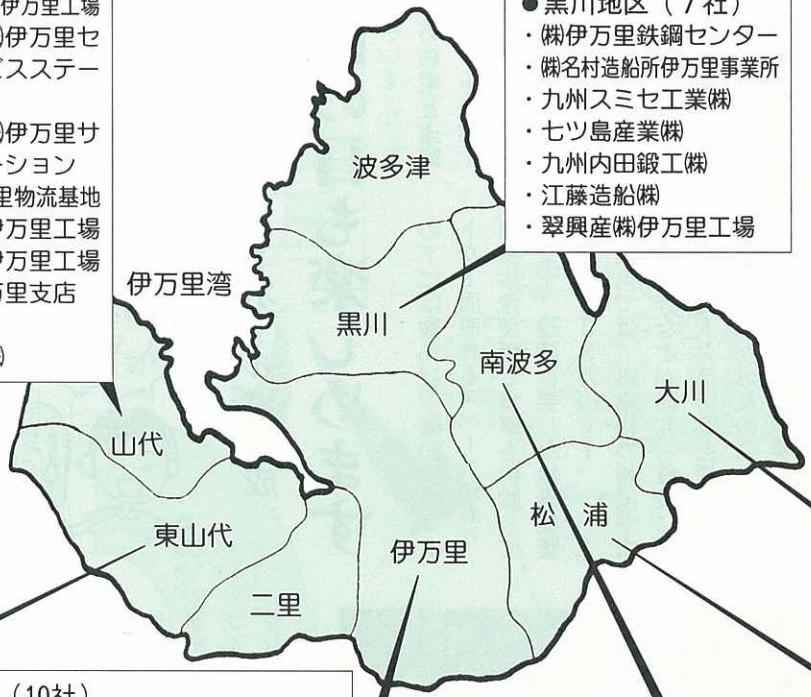 伊万里工場
㈱伊万里セ
ビスステー
㈱伊万里サ
ーション
里物流基地
伊万里工場
伊万里工場
万里支店
●黒川地区（7社）
・㈱伊万里鉄鋼センター
・㈱名村造船所伊万里事業所
・九州スミセ工業㈱
・七ツ島産業㈱
・九州内田鍛工㈱
・江藤造船㈱
・翠興産㈱伊万里工場
波多津
伊万里湾
黒川
南波多
大川
山代
松浦
東山代
伊万里
二里
（10社）